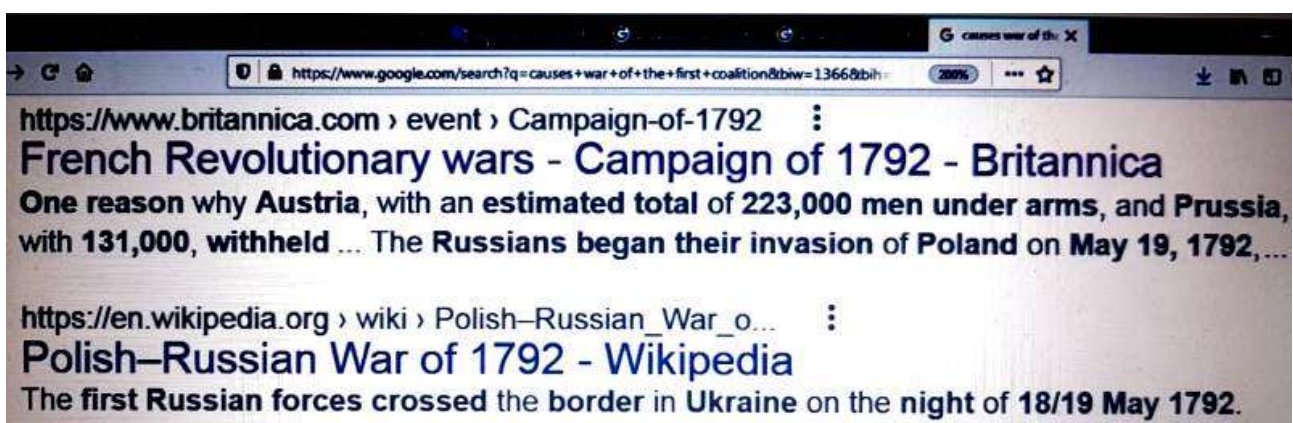 G causes war of the
https://www.google.com/search?q=causes+war+of+the+first+coalition&biw=1366&bih=
200%
https://www.britannica.com › event › Campaign-of-1792
French Revolutionary wars - Campaign of 1792 - Britannica
One reason why Austria, with an estimated total of 223,000 men under arms, and Prussia,
with 131,000, withheld ... The Russians began their invasion of Poland on May 19, 1792,...
https://en.wikipedia.org › wiki › Polish–Russian_War_o...
Polish–Russian War of 1792 - Wikipedia
The first Russian forces crossed the border in Ukraine on the night of 18/19 May 1792.